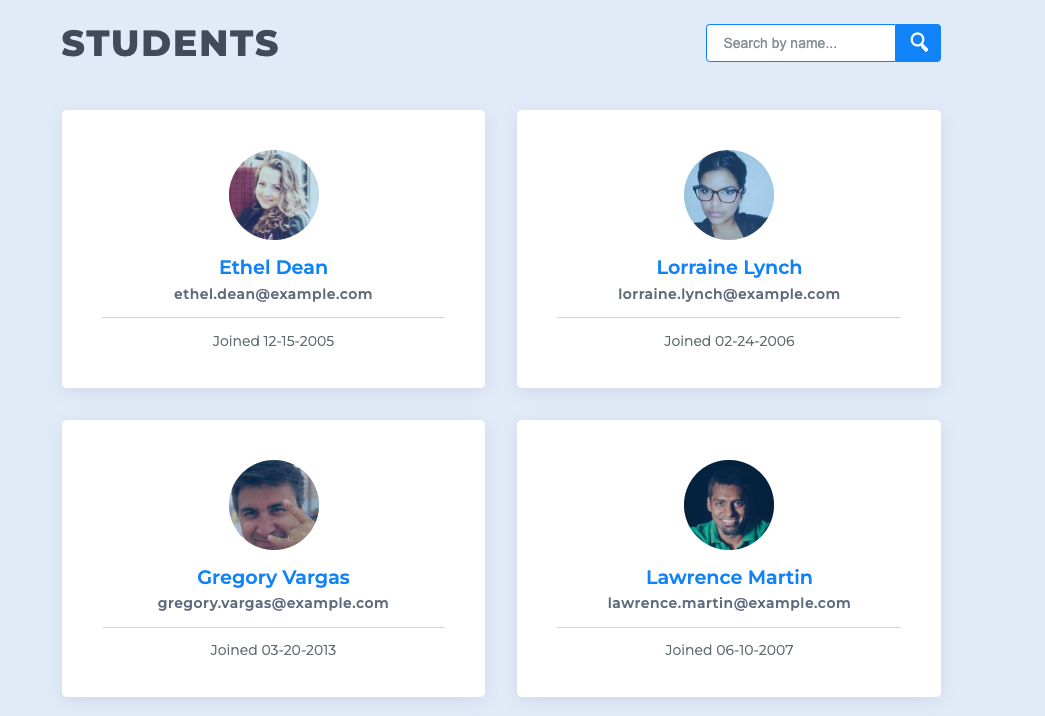 STUDENTS
Search by name...
Ethel Dean
ethel.dean@example.com
Joined 12-15-2005
Lorraine Lynch
lorraine.lynch@example.com
Joined 02-24-2006
Gregory Vargas
gregory.vargas@example.com
Joined 03-20-2013
Lawrence Martin
lawrence.martin@example.com
Joined 06-10-2007